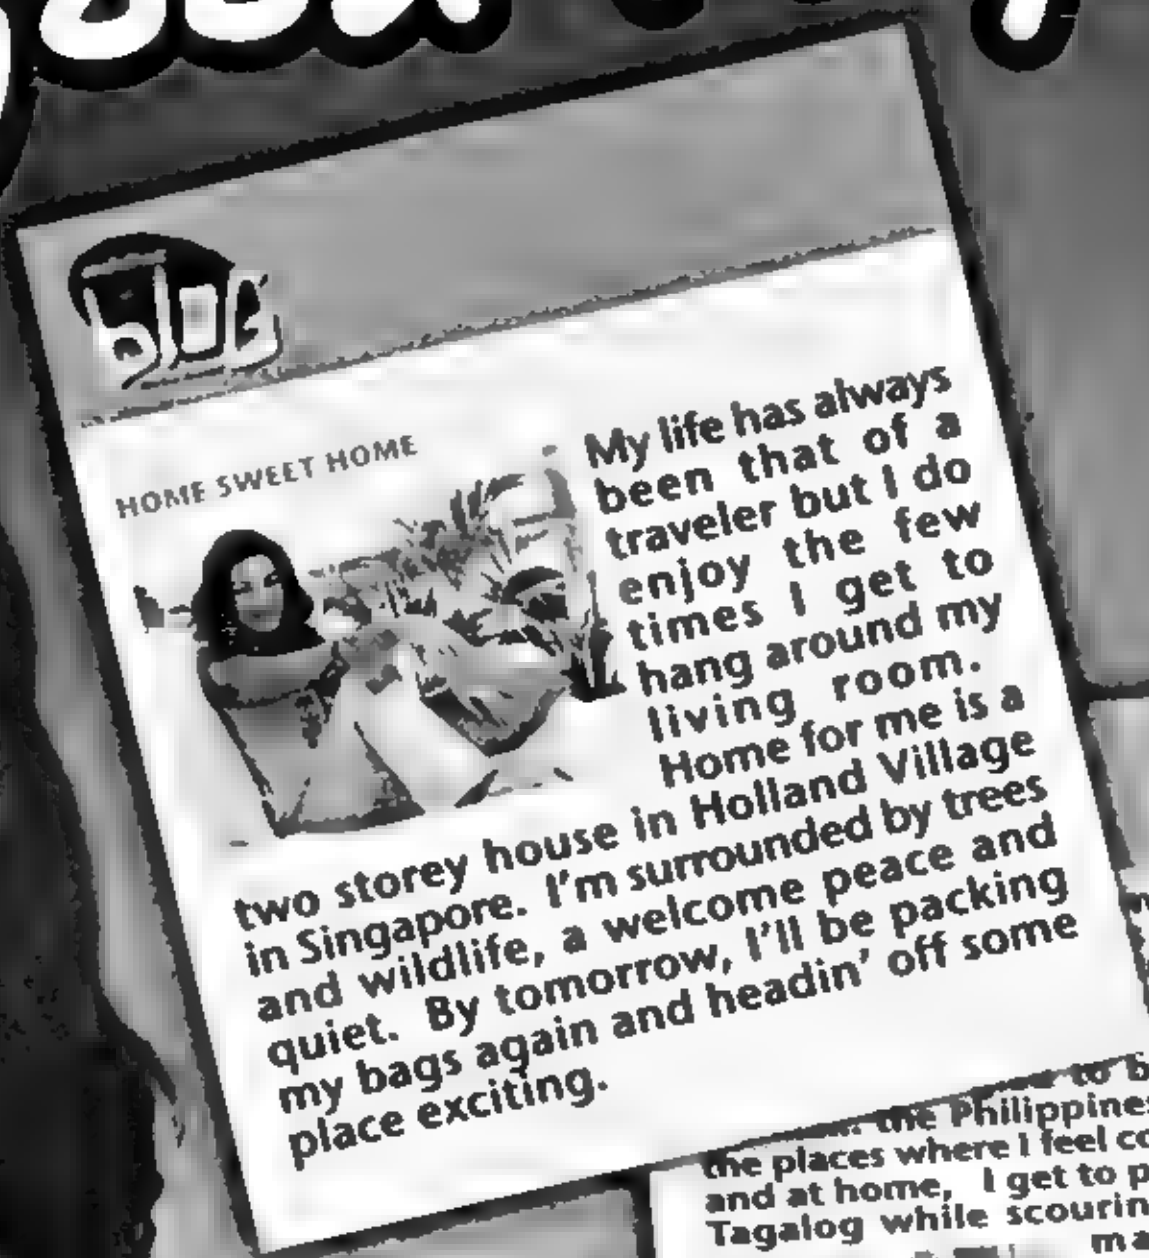 blog
HOME SWEET HOME
My life has always
been that of a
traveler but I do
enjoy the few
times I get to
hang around my
living room.
Home for me is a
two storey house in Holland Village
in Singapore. I'm surrounded by trees
and wildlife, a welcome peace and
quiet. By tomorrow, I'll be packing
my bags again and headin' off some
place exciting.
to b
the Philippines
the places where I feel co
and at home, I get to p
Tagalog while scourin
ma